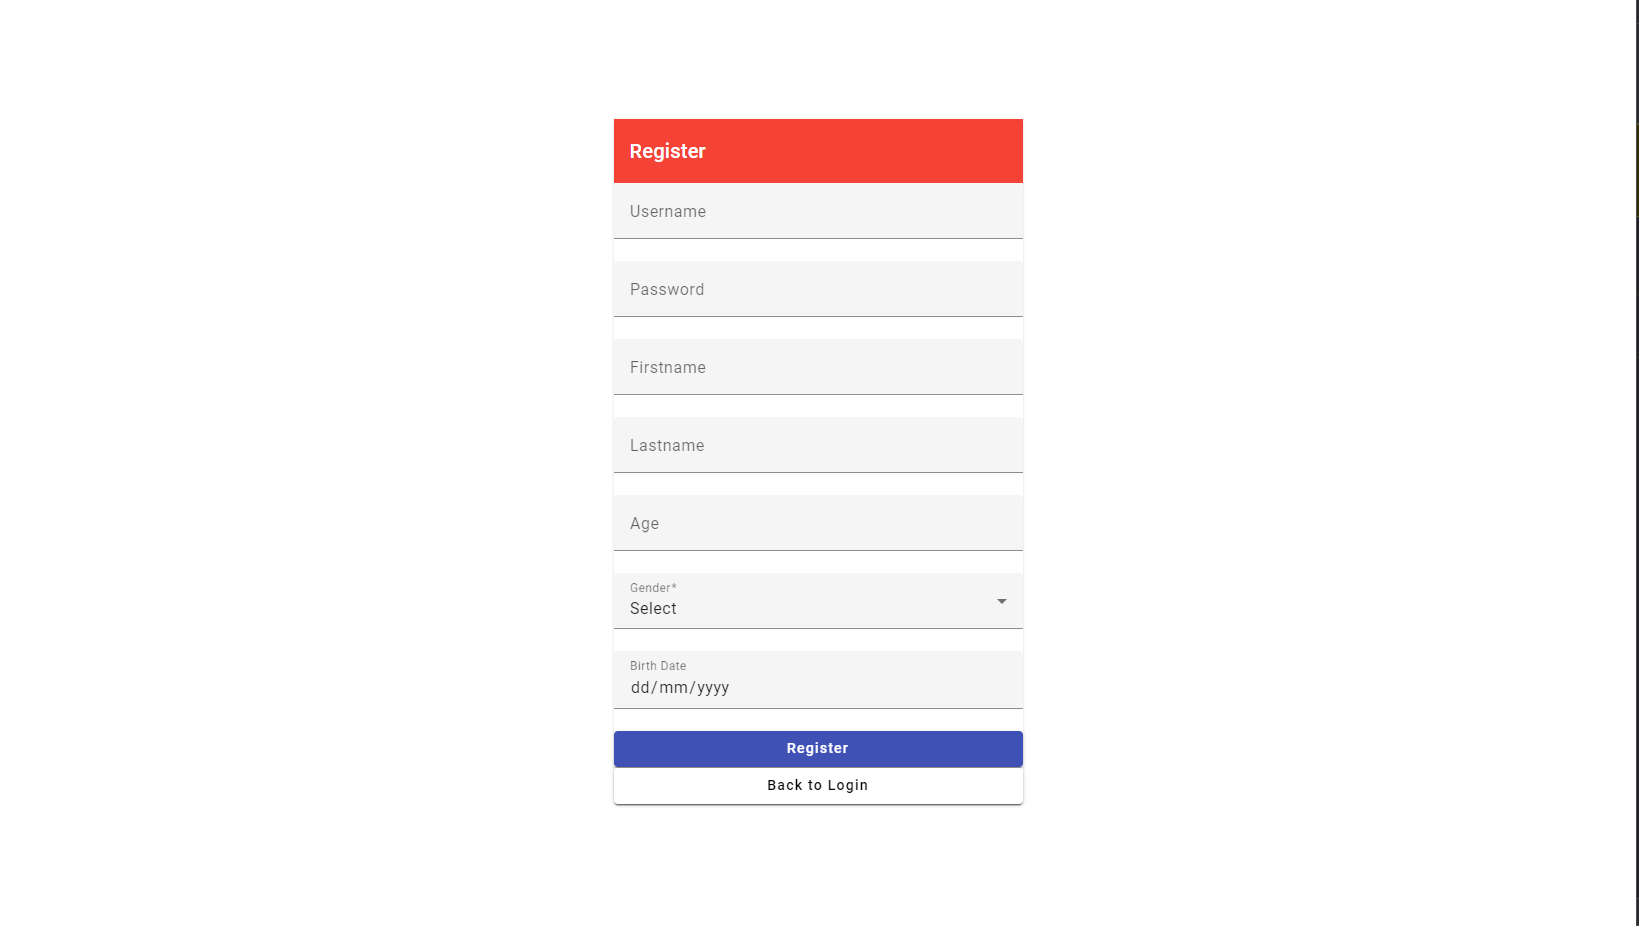 Register
Username
Password
Firstname
Lastname
Age
Gender*
Select
Birth Date
dd/mm/yyyy
Register
Back to Login